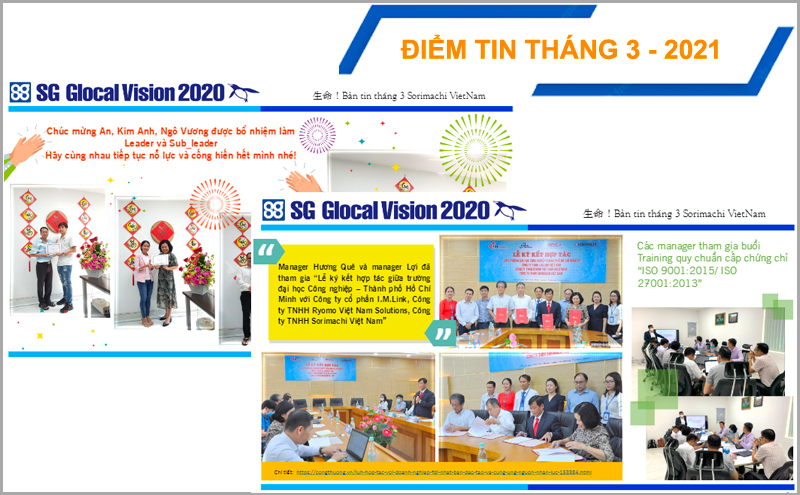 ĐIỂM TIN THÁNG 3 - 2021
SG Glocal Vision 2020
生命！Bản tin tháng 3 Sorimachi VietNam
Chúc mừng An, Kim Anh, Ngô Vương được bổ nhiệm làm
Leader và Sub_leader
Hãy cùng nhau tiếp tục nỗ lực và cống hiến hết mình nhé!
SG Glocal Vision 2020
生命！Bản tin tháng 3 Sorimachi VietNam
Manager Hương Quê và manager Lợi đã
tham gia “Lễ ký kết hợp tác giữa trường
đại học Công nghiệp – Thành phố Hồ Chí
Minh với Công ty cổ phần I.M.Link, Công
ty TNHH Ryomo Việt Nam Solutions, Công
ty TNHH Sorimachi Việt Nam”
LỄ KÝ KẾT HỢP TÁC
Các manager tham gia buổi
Training quy chuẩn cấp chứng chỉ
“ISO 9001:2015/ ISO
27001:2013”
LỄ KÝ KẾT HỢP TÁC
Chi tiết: